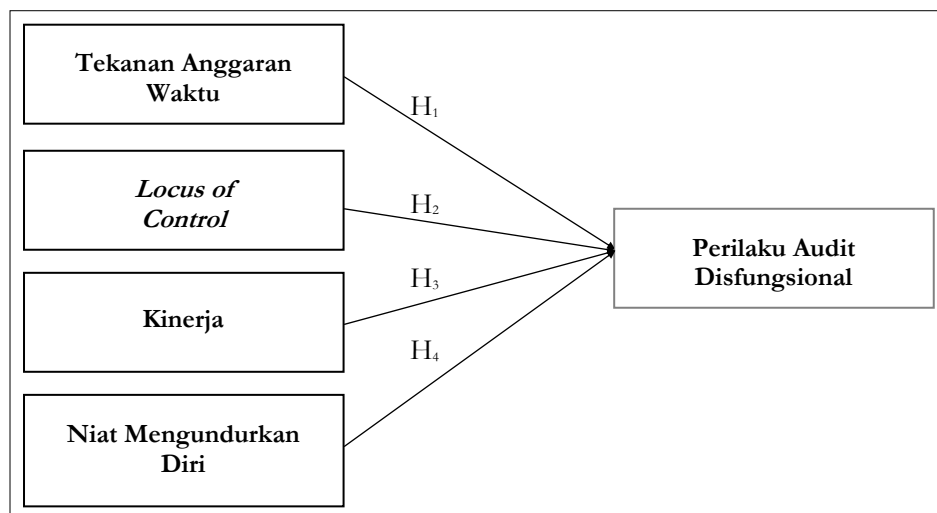 Tekanan Anggaran
Waktu
H₁
Locus of
Control
H₂
Perilaku Audit
Disfungsional
H₃
Kinerja
H₄
Niat Mengundurkan
Diri